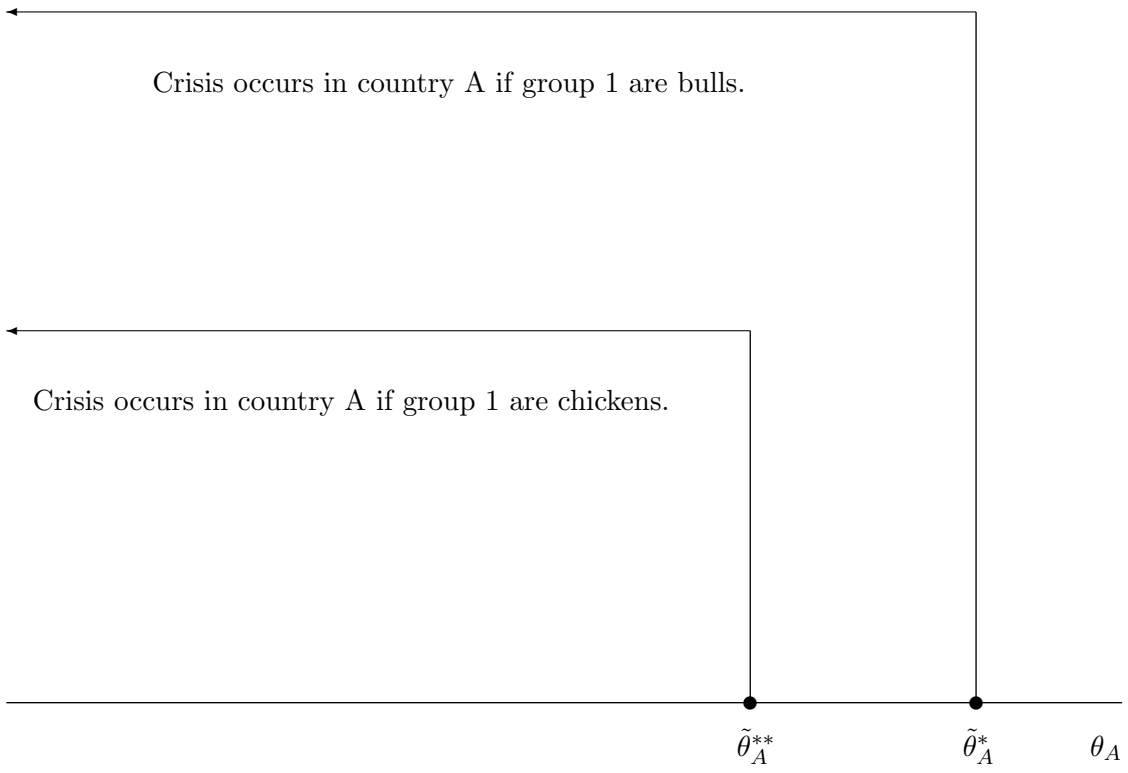 Crisis occurs in country A if group 1 are bulls.
Crisis occurs in country A if group 1 are chickens.
θ̃_A^{**} θ̃_A^* θ_A